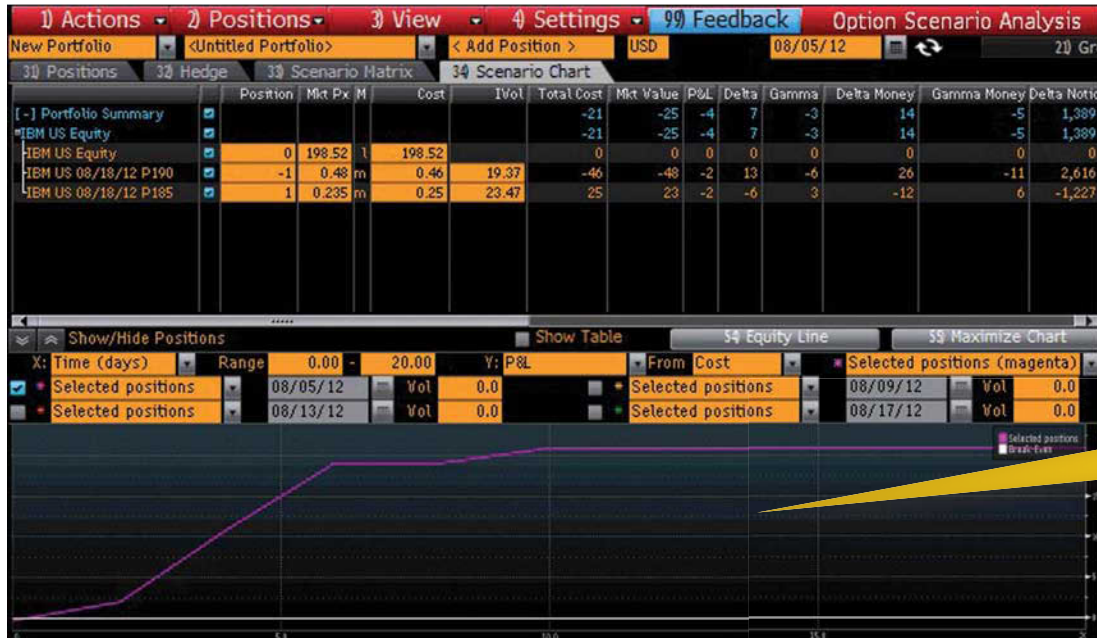 1) Actions 2) Positions 3) View 4) Settings 99) Feedback Option Scenario Analysis
New Portfolio <Untitled Portfolio> < Add Position > USD 08/05/12 21) Gr
31) Positions 32) Hedge 33) Scenario Matrix 34) Scenario Chart
Position Mkt Px M Cost IVol Total Cost Mkt Value P&L Delta Gamma Delta Money Gamma Money Delta Notio
[-] Portfolio Summary -21 -25 -4 7 -3 14 -5 1,389
IBM US Equity -21 -25 -4 7 -3 14 -5 1,389
IBM US Equity 0 198.52 l 198.52 0 0 0 0 0 0 0 0
IBM US 08/18/12 P190 -1 0.48 m 0.46 19.37 -46 -48 -2 13 -6 26 -11 2,616
IBM US 08/18/12 P185 1 0.235 m 0.25 23.47 25 23 -2 -6 3 -12 6 -1,227
Show/Hide Positions Show Table 54) Equity Line 55) Maximize Chart
X: Time (days) Range 0.00 - 20.00 Y: P&L From Cost Selected positions (magenta)
Selected positions 08/05/12 Vol 0.0 Selected positions 08/09/12 Vol 0.0
Selected positions 08/13/12 Vol 0.0 Selected positions 08/17/12 Vol 0.0
Selected positions
Break-Even